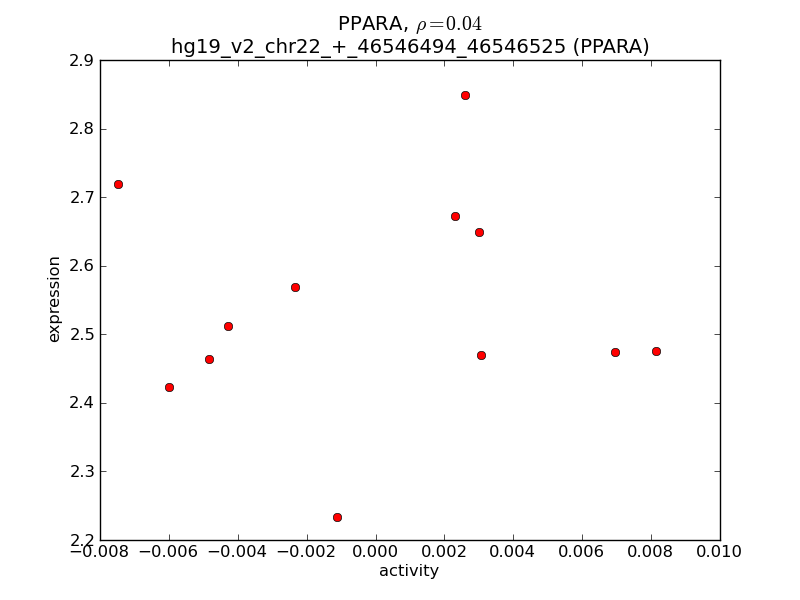 PPARA, ρ=0.04
hg19_v2_chr22_+_46546494_46546525 (PPARA)
2.9
2.8
2.7
2.6
2.5
2.4
2.3
2.2
expression
−0.008 −0.006 −0.004 −0.002 0.000 0.002 0.004 0.006 0.008 0.010
activity